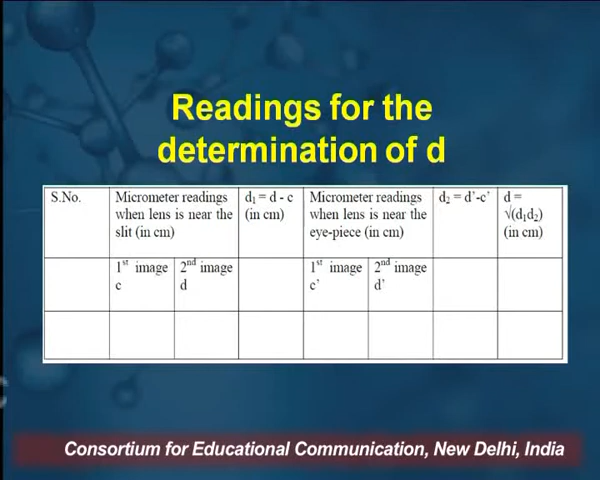 Readings for the
determination of d
S.No. Micrometer readings when lens is near the slit (in cm) d₁ = d - c (in cm) Micrometer readings when lens is near the eye-piece (in cm) d₂ = d’-c’ d = √(d₁d₂) (in cm)
1st image c 2nd image d 1st image c’ 2nd image d’
Consortium for Educational Communication, New Delhi, India